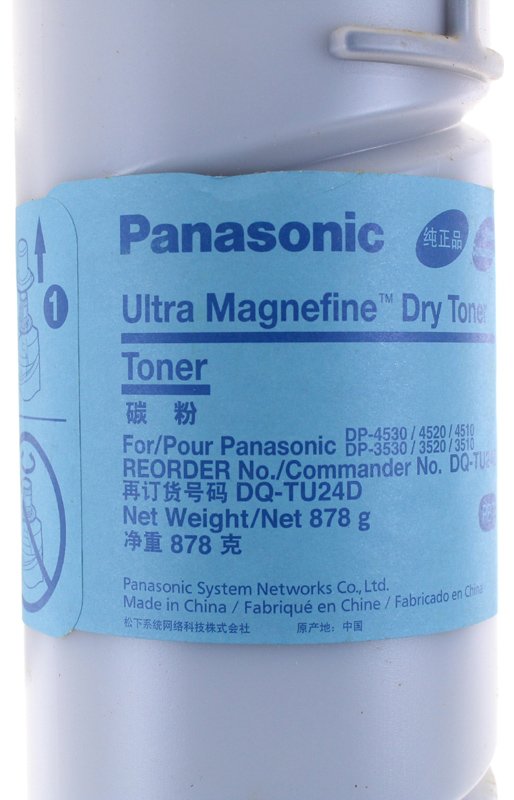 Panasonic
纯正品
Ultra Magnefine™ Dry Toner
1
Toner
碳 粉
For/Pour Panasonic DP-4530 / 4520 / 4510
DP-3530 / 3520 / 3510
REORDER No./Commander No. DQ-TU24D
再订货号码 DQ-TU24D
Net Weight/Net 878 g
净重 878 克
Panasonic System Networks Co., Ltd.
Made in China / Fabriqué en Chine / Fabricado en China
松下系统网络科技株式会社 原产地: 中国